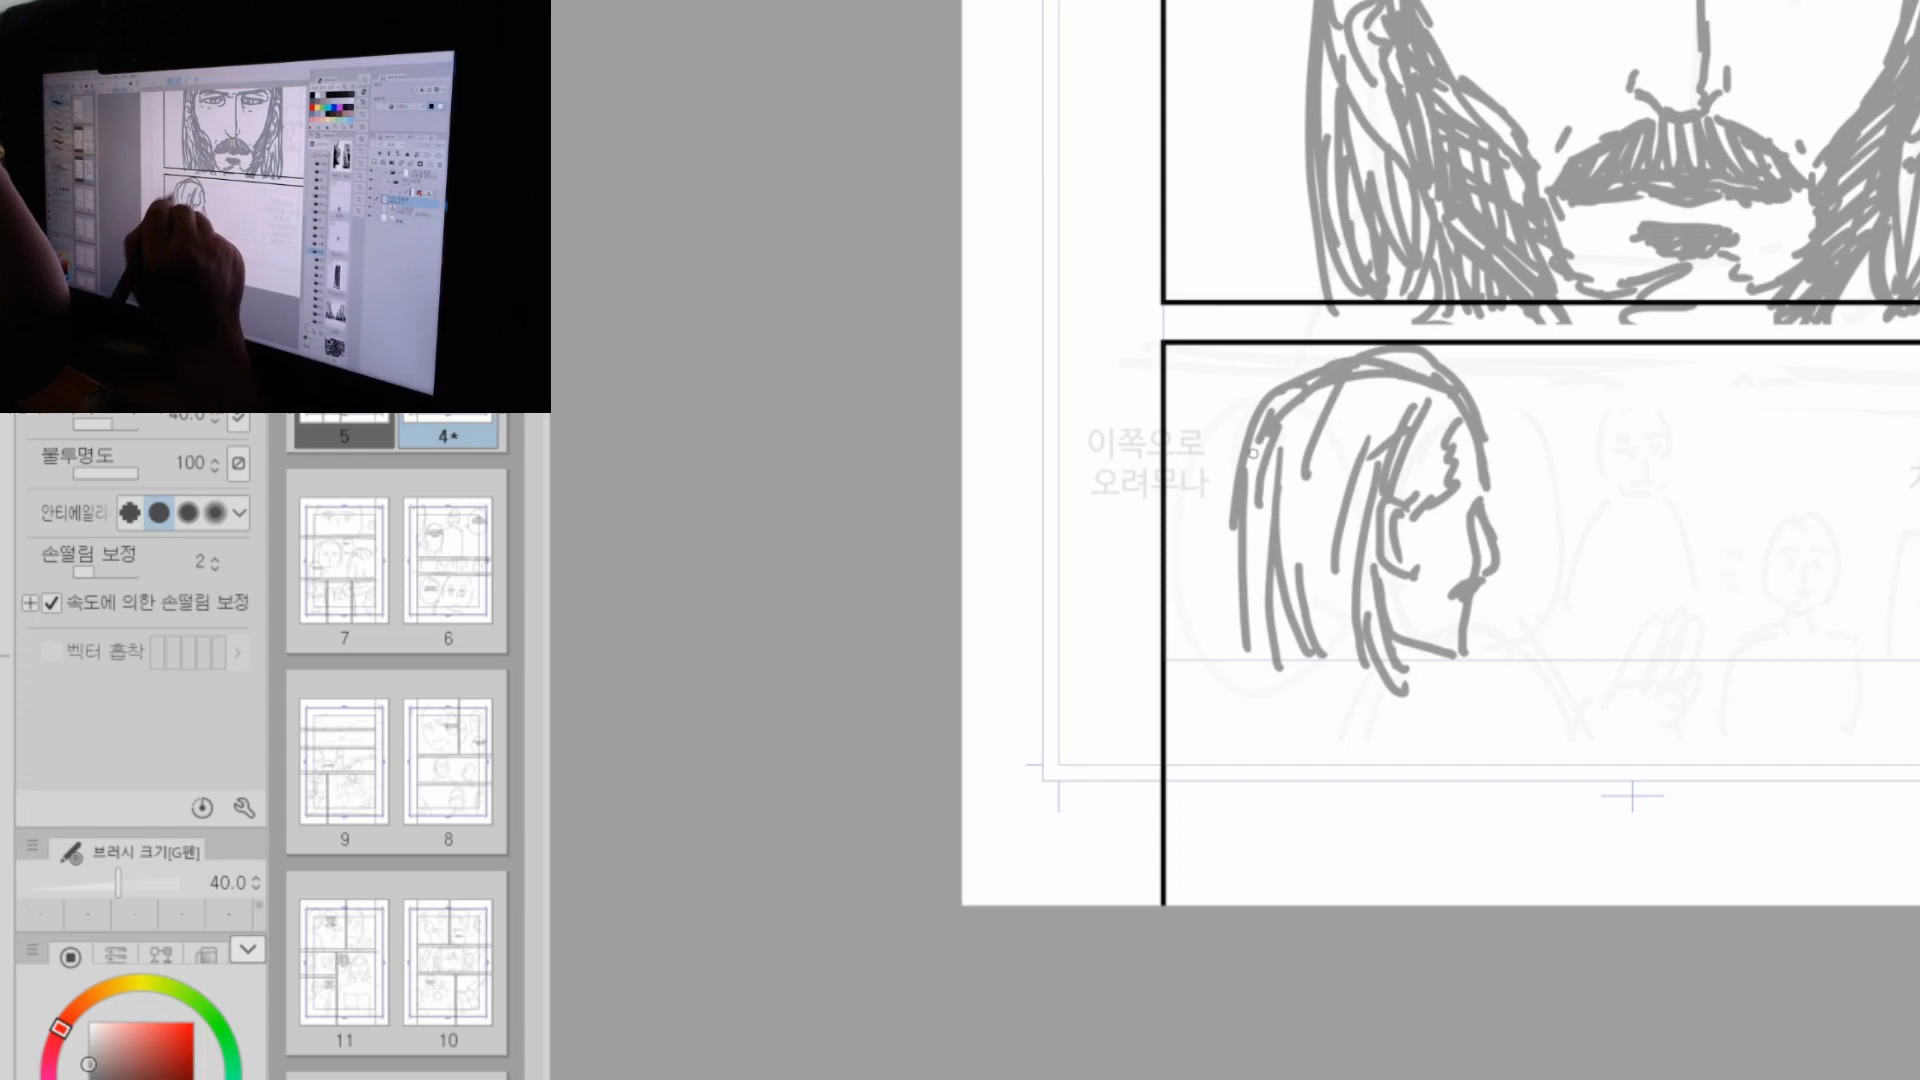 불투명도 100
안티에일리
손떨림 보정 2
속도에 의한 손떨림 보정
벡터 흡착
브러시 크기[G펜]
40.0
5 4*
7 6
9 8
11 10
이쪽으로
오려무나